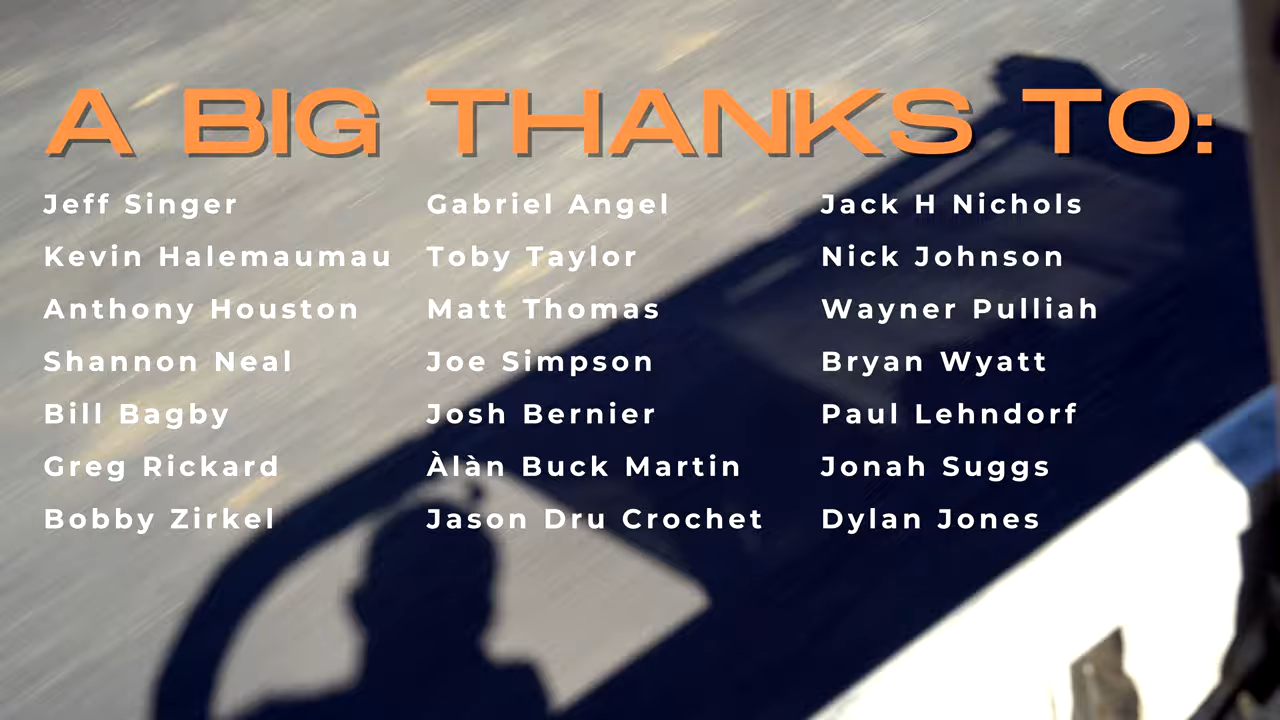 A BIG THANKS TO:
Jeff Singer
Kevin Halemaumau
Anthony Houston
Shannon Neal
Bill Bagby
Greg Rickard
Bobby Zirkel
Gabriel Angel
Toby Taylor
Matt Thomas
Joe Simpson
Josh Bernier
Àlàn Buck Martin
Jason Dru Crochet
Jack H Nichols
Nick Johnson
Wayner Pulliah
Bryan Wyatt
Paul Lehndorf
Jonah Suggs
Dylan Jones